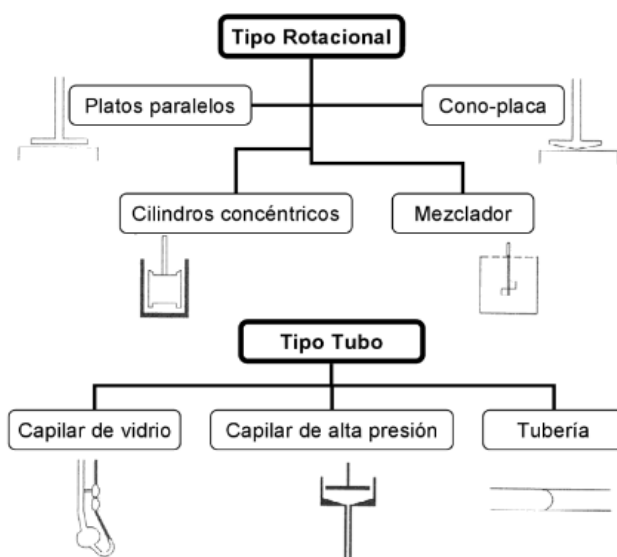 Tipo Rotacional
Platos paralelos
Cono-placa
Cilindros concéntricos
Mezclador
Tipo Tubo
Capilar de vidrio
Capilar de alta presión
Tubería